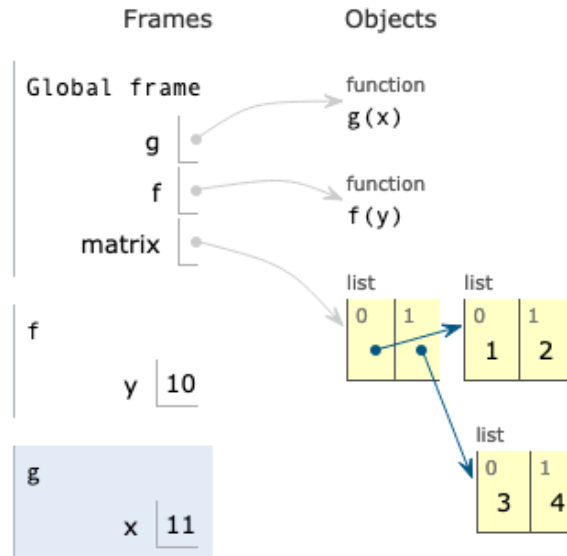 Frames Objects
Global frame
function
g(x)
g
function
f(y)
f
matrix
list list
0 1 0 1
1 2
f
y 10
list
0 1
3 4
g
x 11